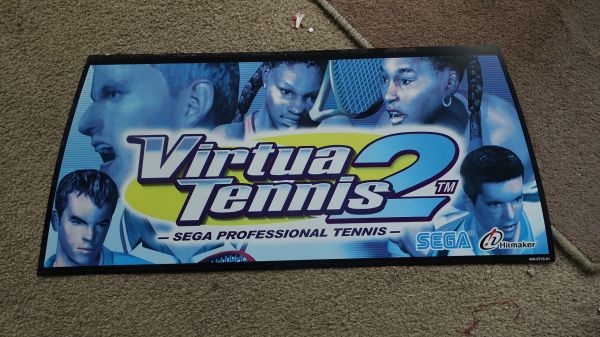 Virtua
Tennis 2 TM
– SEGA PROFESSIONAL TENNIS –
SEGA Hitmaker